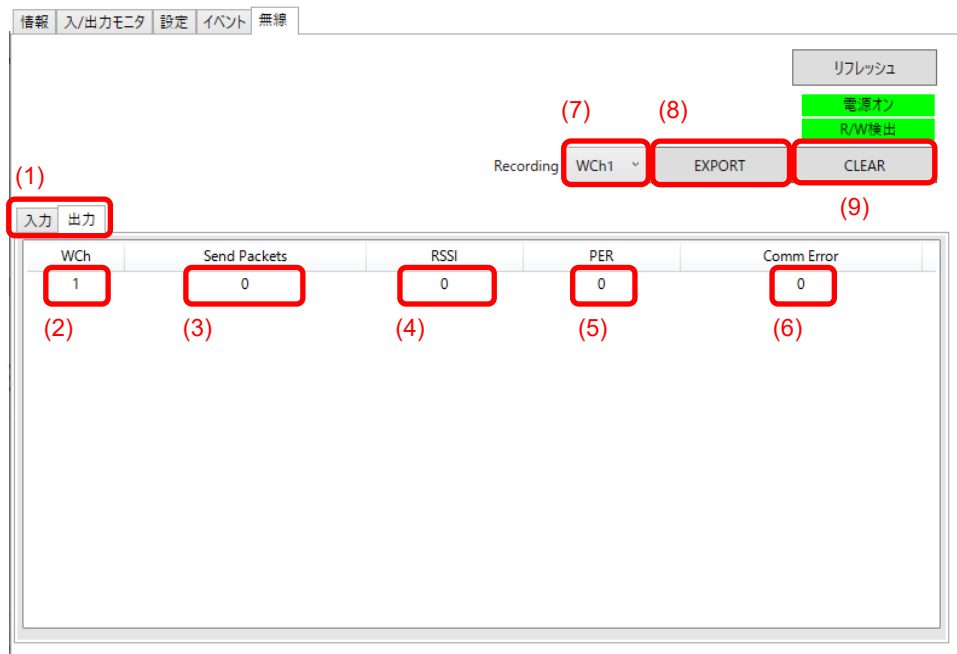 情報 入/出力モニタ 設定 イベント 無線
リフレッシュ
電源オン
R/W検出
(7) (8)
Recording WCh1 EXPORT CLEAR
(1)
(9)
入力 出力
WCh Send Packets RSSI PER Comm Error
1 0 0 0 0
(2) (3) (4) (5) (6)